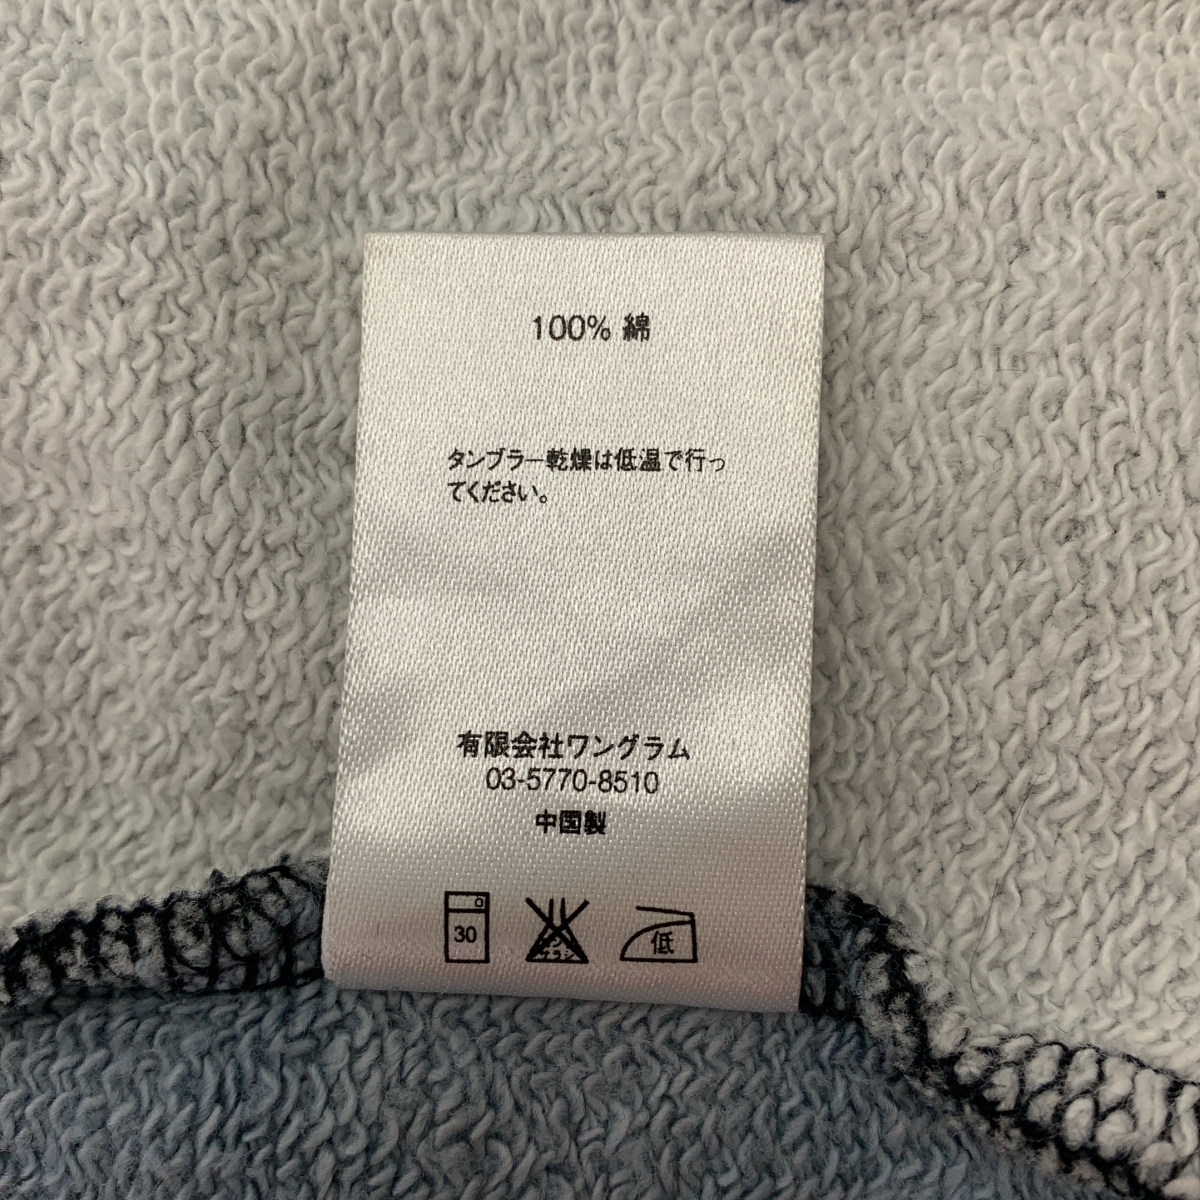 100% 綿
タンブラー乾燥は低温で行っ
てください。
有限会社ワングラム
03-5770-8510
中国製
30
低